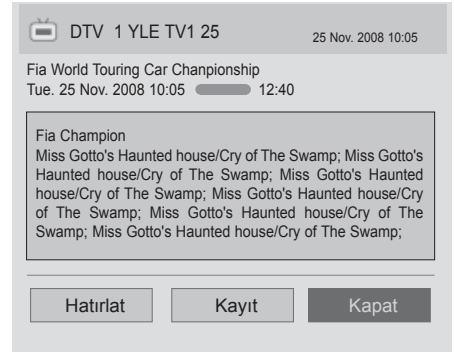 DTV 1 YLE TV1 25 25 Nov. 2008 10:05
Fia World Touring Car Chanpionship
Tue. 25 Nov. 2008 10:05 12:40
Fia Champion
Miss Gotto's Haunted house/Cry of The Swamp; Miss Gotto's
Haunted house/Cry of The Swamp; Miss Gotto's Haunted
house/Cry of The Swamp; Miss Gotto's Haunted house/Cry
of The Swamp; Miss Gotto's Haunted house/Cry of The
Swamp; Miss Gotto's Haunted house/Cry of The Swamp;
Hatırlat Kayıt Kapat